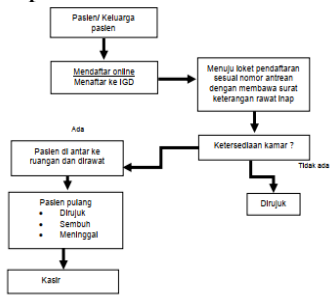 Pasien/ Keluarga
pasien
Mendaftar online
Menaftar ke IGD
Menuju loket pendaftaran
sesuai nomor antrean
dengan membawa surat
keterangan rawat inap
Ada
Ketersediaan kamar ?
Tidak ada
Pasien di antar ke
ruangan dan dirawat
Dirujuk
Pasien pulang
• Dirujuk
• Sembuh
• Meninggal
Kasir